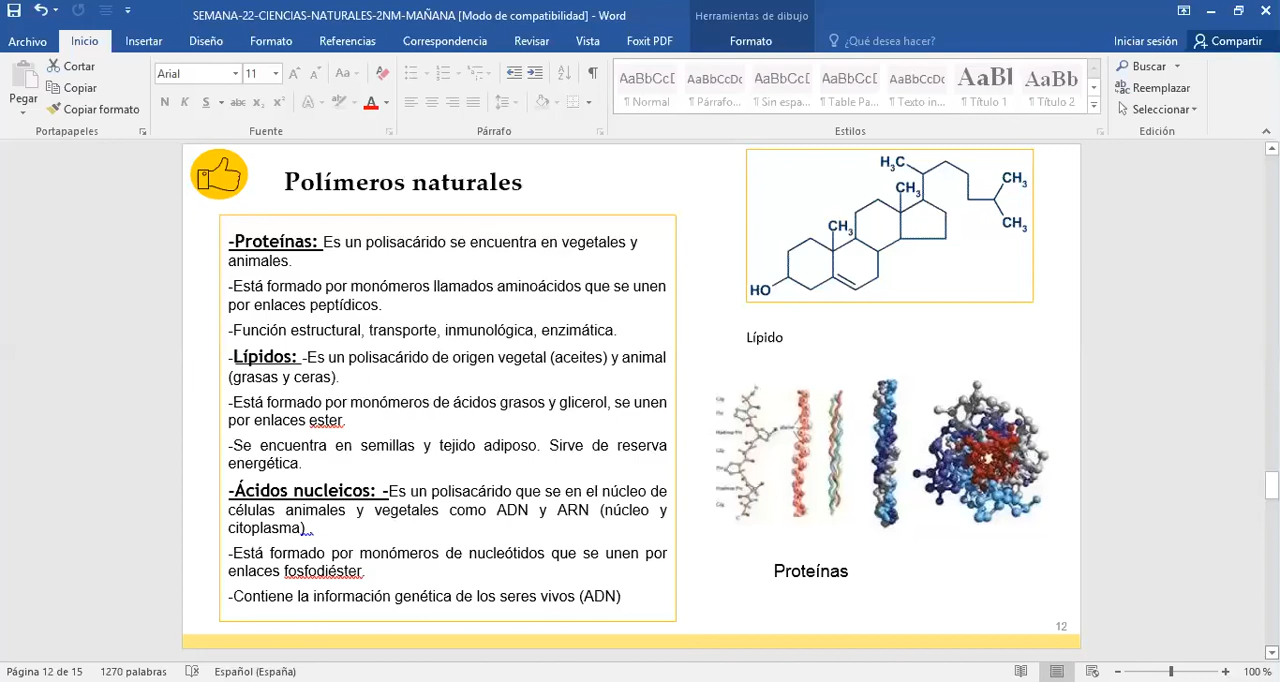 SEMANA-22-CIENCIAS-NATURALES-2NM-MAÑANA [Modo de compatibilidad] - Word
Herramientas de dibujo
Archivo Inicio Insertar Diseño Formato Referencias Correspondencia Revisar Vista Foxit PDF Formato ¿Qué desea hacer? Iniciar sesión Compartir
Pegar
Cortar
Copiar
Copiar formato
Portapapeles
Arial 11
Aa
N K S abc x₂ x²
A A
Fuente
Párrafo
AaBbCcI AaBbCcDc AaBbCcI AaBbCcI AaBbCcDc AaBl AaBb
¶ Normal ¶ Párrafo... ¶ Sin espa... ¶ Table Pa... ¶ Texto in... ¶ Título 1 ¶ Título 2
Estilos
Buscar
Reemplazar
Seleccionar
Edición
Polímeros naturales
-Proteínas: Es un polisacárido se encuentra en vegetales y
animales.
-Está formado por monómeros llamados aminoácidos que se unen
por enlaces peptídicos.
-Función estructural, transporte, inmunológica, enzimática.
-Lípidos: -Es un polisacárido de origen vegetal (aceites) y animal
(grasas y ceras).
-Está formado por monómeros de ácidos grasos y glicerol, se unen
por enlaces ester.
-Se encuentra en semillas y tejido adiposo. Sirve de reserva
energética.
-Ácidos nucleicos: -Es un polisacárido que se en el núcleo de
células animales y vegetales como ADN y ARN (núcleo y
citoplasma)..
-Está formado por monómeros de nucleótidos que se unen por
enlaces fosfodiéster.
-Contiene la información genética de los seres vivos (ADN)
H₃C
CH₃
CH₃
CH₃
CH₃
HO
Lípido
Proteínas
12
Página 12 de 15 1270 palabras Español (España) 100 %